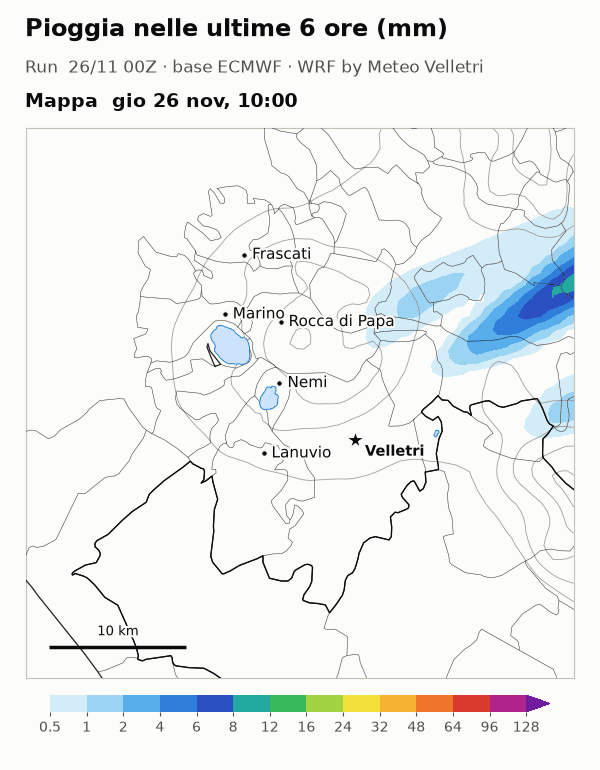 Pioggia nelle ultime 6 ore (mm)
Run  26/11 00Z · base ECMWF · WRF by Meteo Velletri
Mappa  gio 26 nov, 10:00
Frascati
Marino
Rocca di Papa
Nemi
Velletri
Lanuvio
10 km
0.5 1 2 4 6 8 12 16 24 32 48 64 96 128